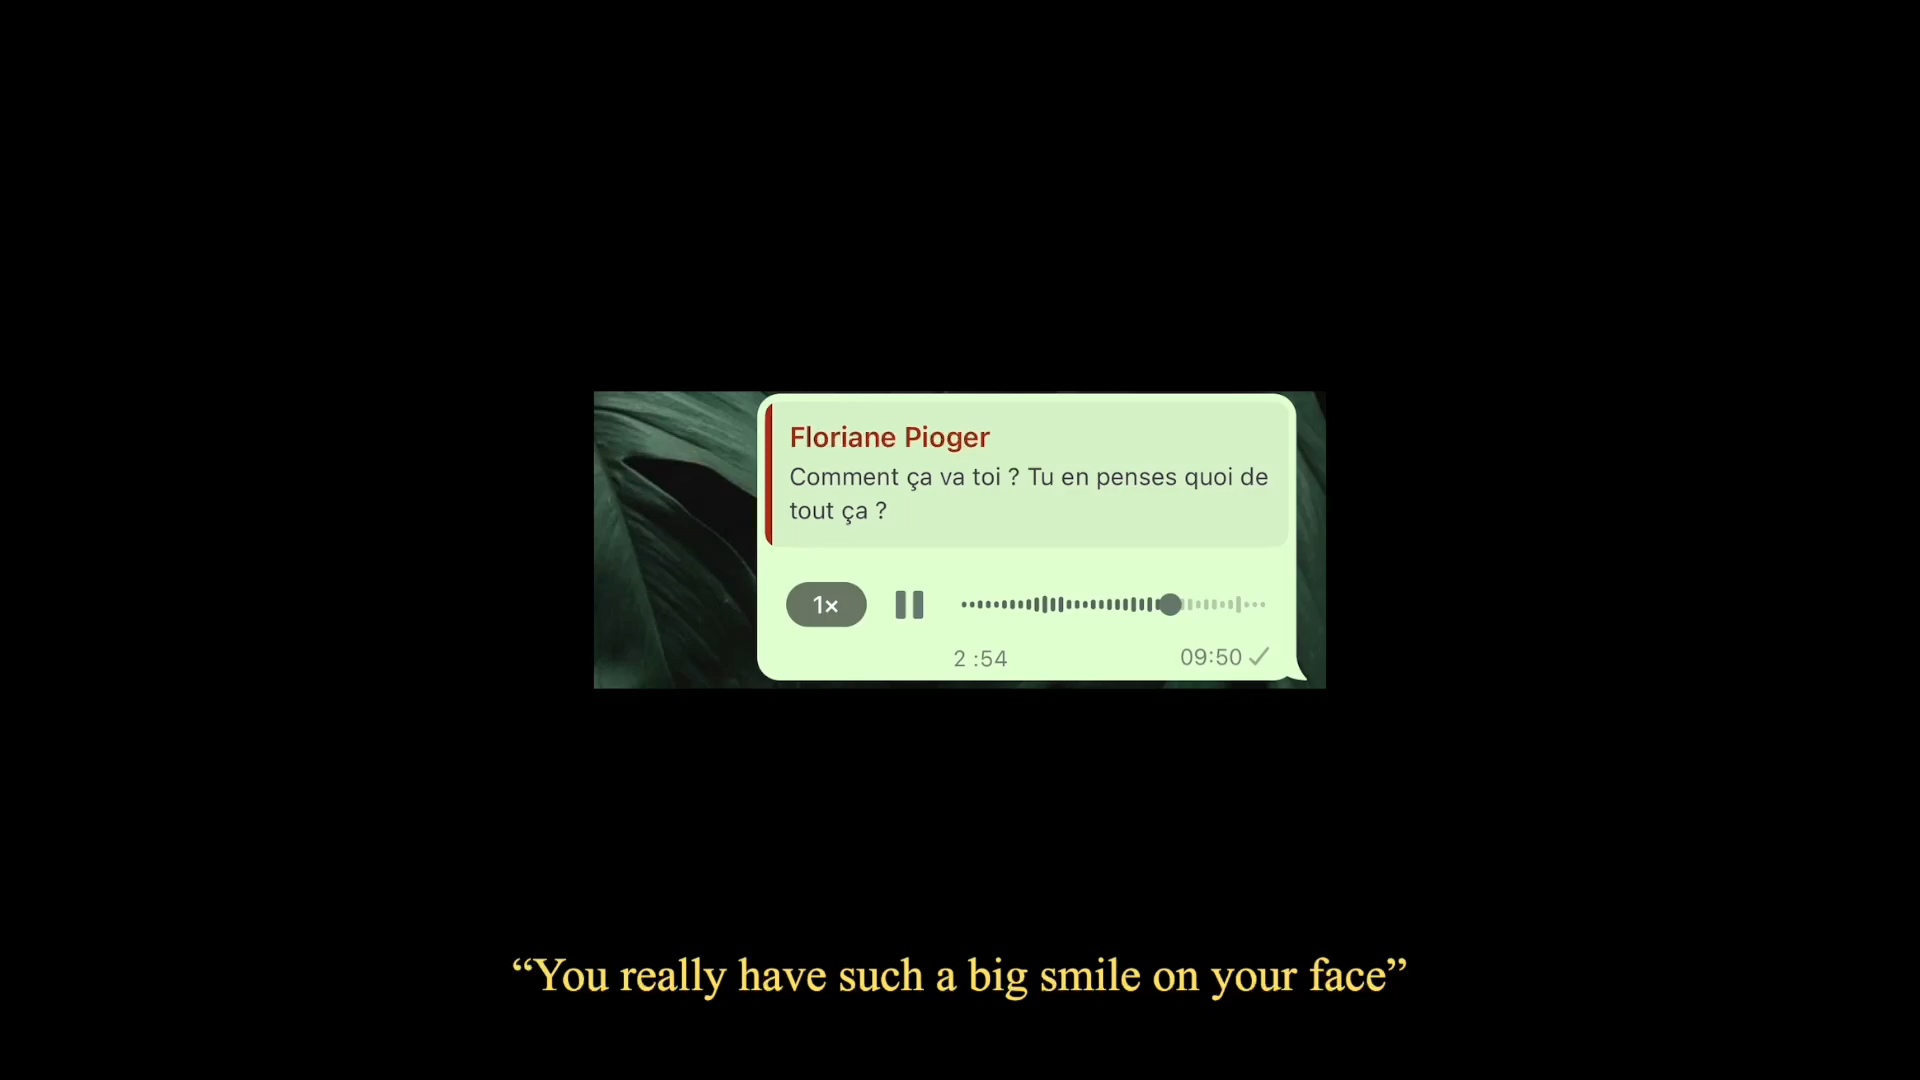 Floriane Pioger
Comment ça va toi ? Tu en penses quoi de
tout ça ?
1×
2 :54
09:50
“You really have such a big smile on your face”